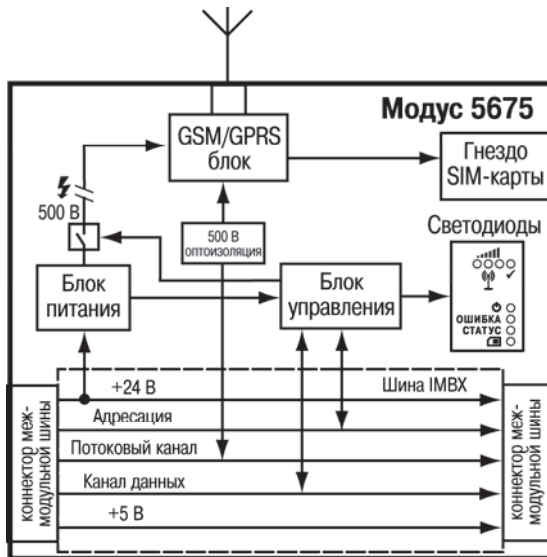 Модус 5675
GSM/GPRS
блок
Гнездо
SIM-карты
500 В
500 В
оптоизоляция
Светодиоды
Блок
питания
Блок
управления
ОШИБКА
СТАТУС
+24 В
Шина IMBX
Адресация
Потоковый канал
Канал данных
+5 В
коннектор меж-
модульной шины
коннектор меж-
модульной шины